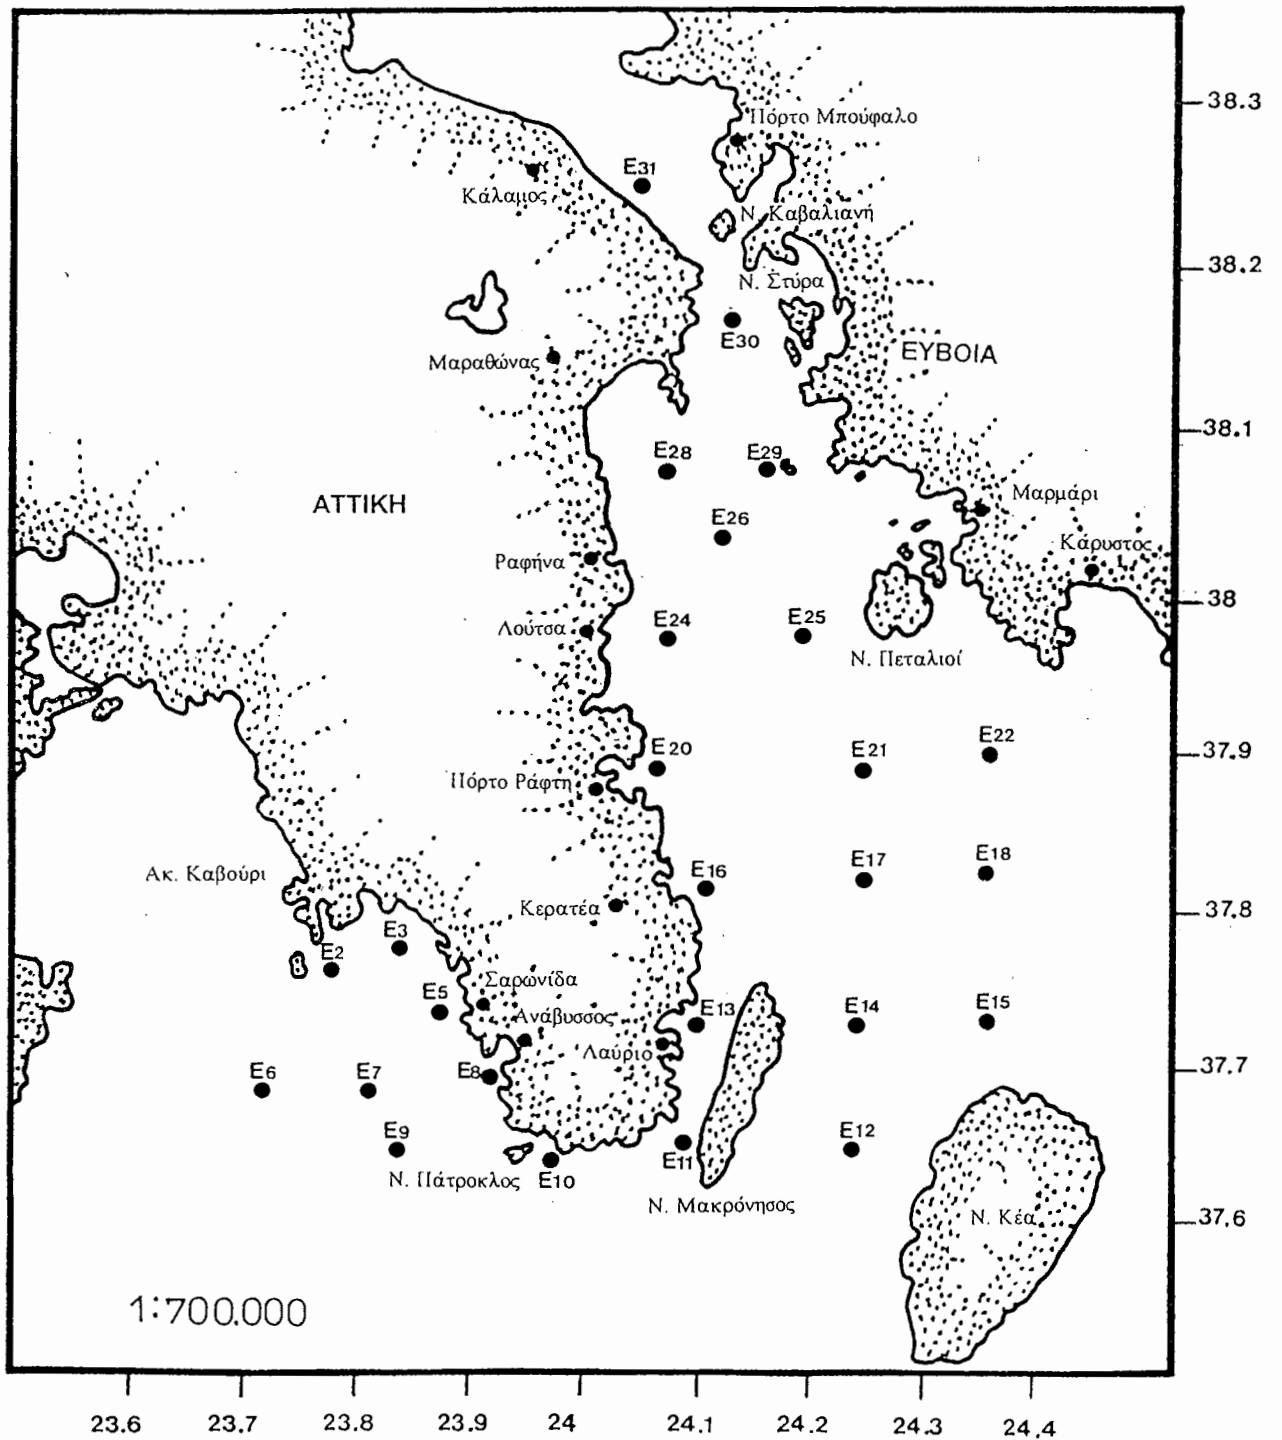 38.3
Πόρτο Μπούφαλο
E31
Κάλαμος
Ν. Καβαλιανή
38.2
Ν. Στύρα
E30
ΕΥΒΟΙΑ
Μαραθώνας
38.1
E28
E29
Μαρμάρι
ΑΤΤΙΚΗ
E26
Κάρυστος
Ραφήνα
38
E24
E25
Λούτσα
Ν. Πεταλιοί
E20
E21
E22
37.9
Πόρτο Ράφτη
E16
E17
E18
Ακ. Καβούρι
Κερατέα
37.8
E2
E3
Σαρωνίδα
E5
Ανάβυσσος
E13
E14
E15
Λαύριο
37.7
E6
E7
E8
E9
E12
E11
Ν. Πάτροκλος
E10
Ν. Μακρόνησος
Ν. Κέα
37.6
1:700.000
23.6
23.7
23.8
23.9
24
24.1
24.2
24.3
24.4